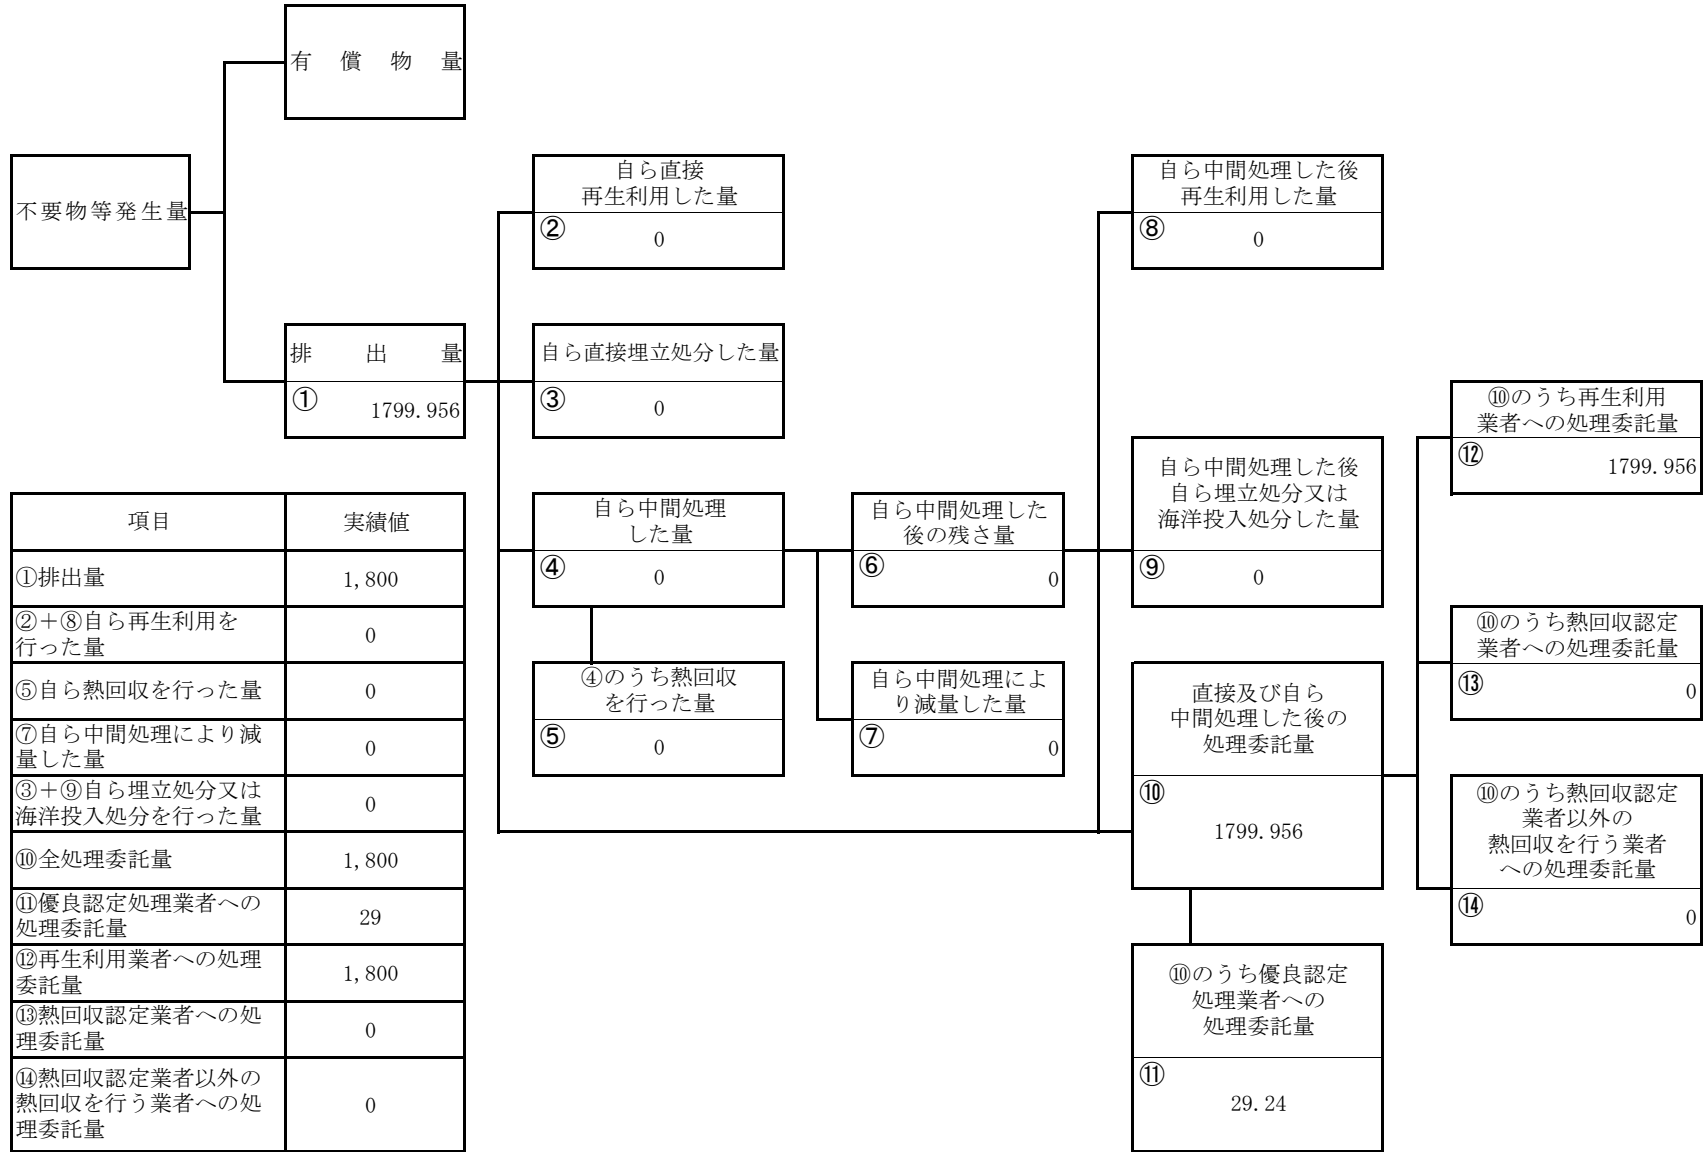 有償物量
不要物等発生量
自ら直接
再生利用した量
② 0
自ら中間処理した後
再生利用した量
⑧ 0
排出量
① 1799.956
自ら直接埋立処分した量
③ 0
⑩のうち再生利用
業者への処理委託量
⑫ 1799.956
自ら中間処理
した量
④ 0
自ら中間処理した
後の残さ量
⑥ 0
自ら中間処理した後
自ら埋立処分又は
海洋投入処分した量
⑨ 0
⑩のうち熱回収認定
業者への処理委託量
⑬ 0
④のうち熱回収
を行った量
⑤ 0
自ら中間処理によ
り減量した量
⑦ 0
直接及び自ら
中間処理した後の
処理委託量
⑩
1799.956
⑩のうち熱回収認定
業者以外の
熱回収を行う業者
への処理委託量
⑭ 0
⑩のうち優良認定
処理業者への
処理委託量
⑪
29.24
項目 実績値
①排出量 1,800
②＋⑧自ら再生利用を
行った量 0
⑤自ら熱回収を行った量 0
⑦自ら中間処理により減
量した量 0
③＋⑨自ら埋立処分又は
海洋投入処分を行った量 0
⑩全処理委託量 1,800
⑪優良認定処理業者への
処理委託量 29
⑫再生利用業者への処理
委託量 1,800
⑬熱回収認定業者への処
理委託量 0
⑭熱回収認定業者以外の
熱回収を行う業者への処 0
理委託量